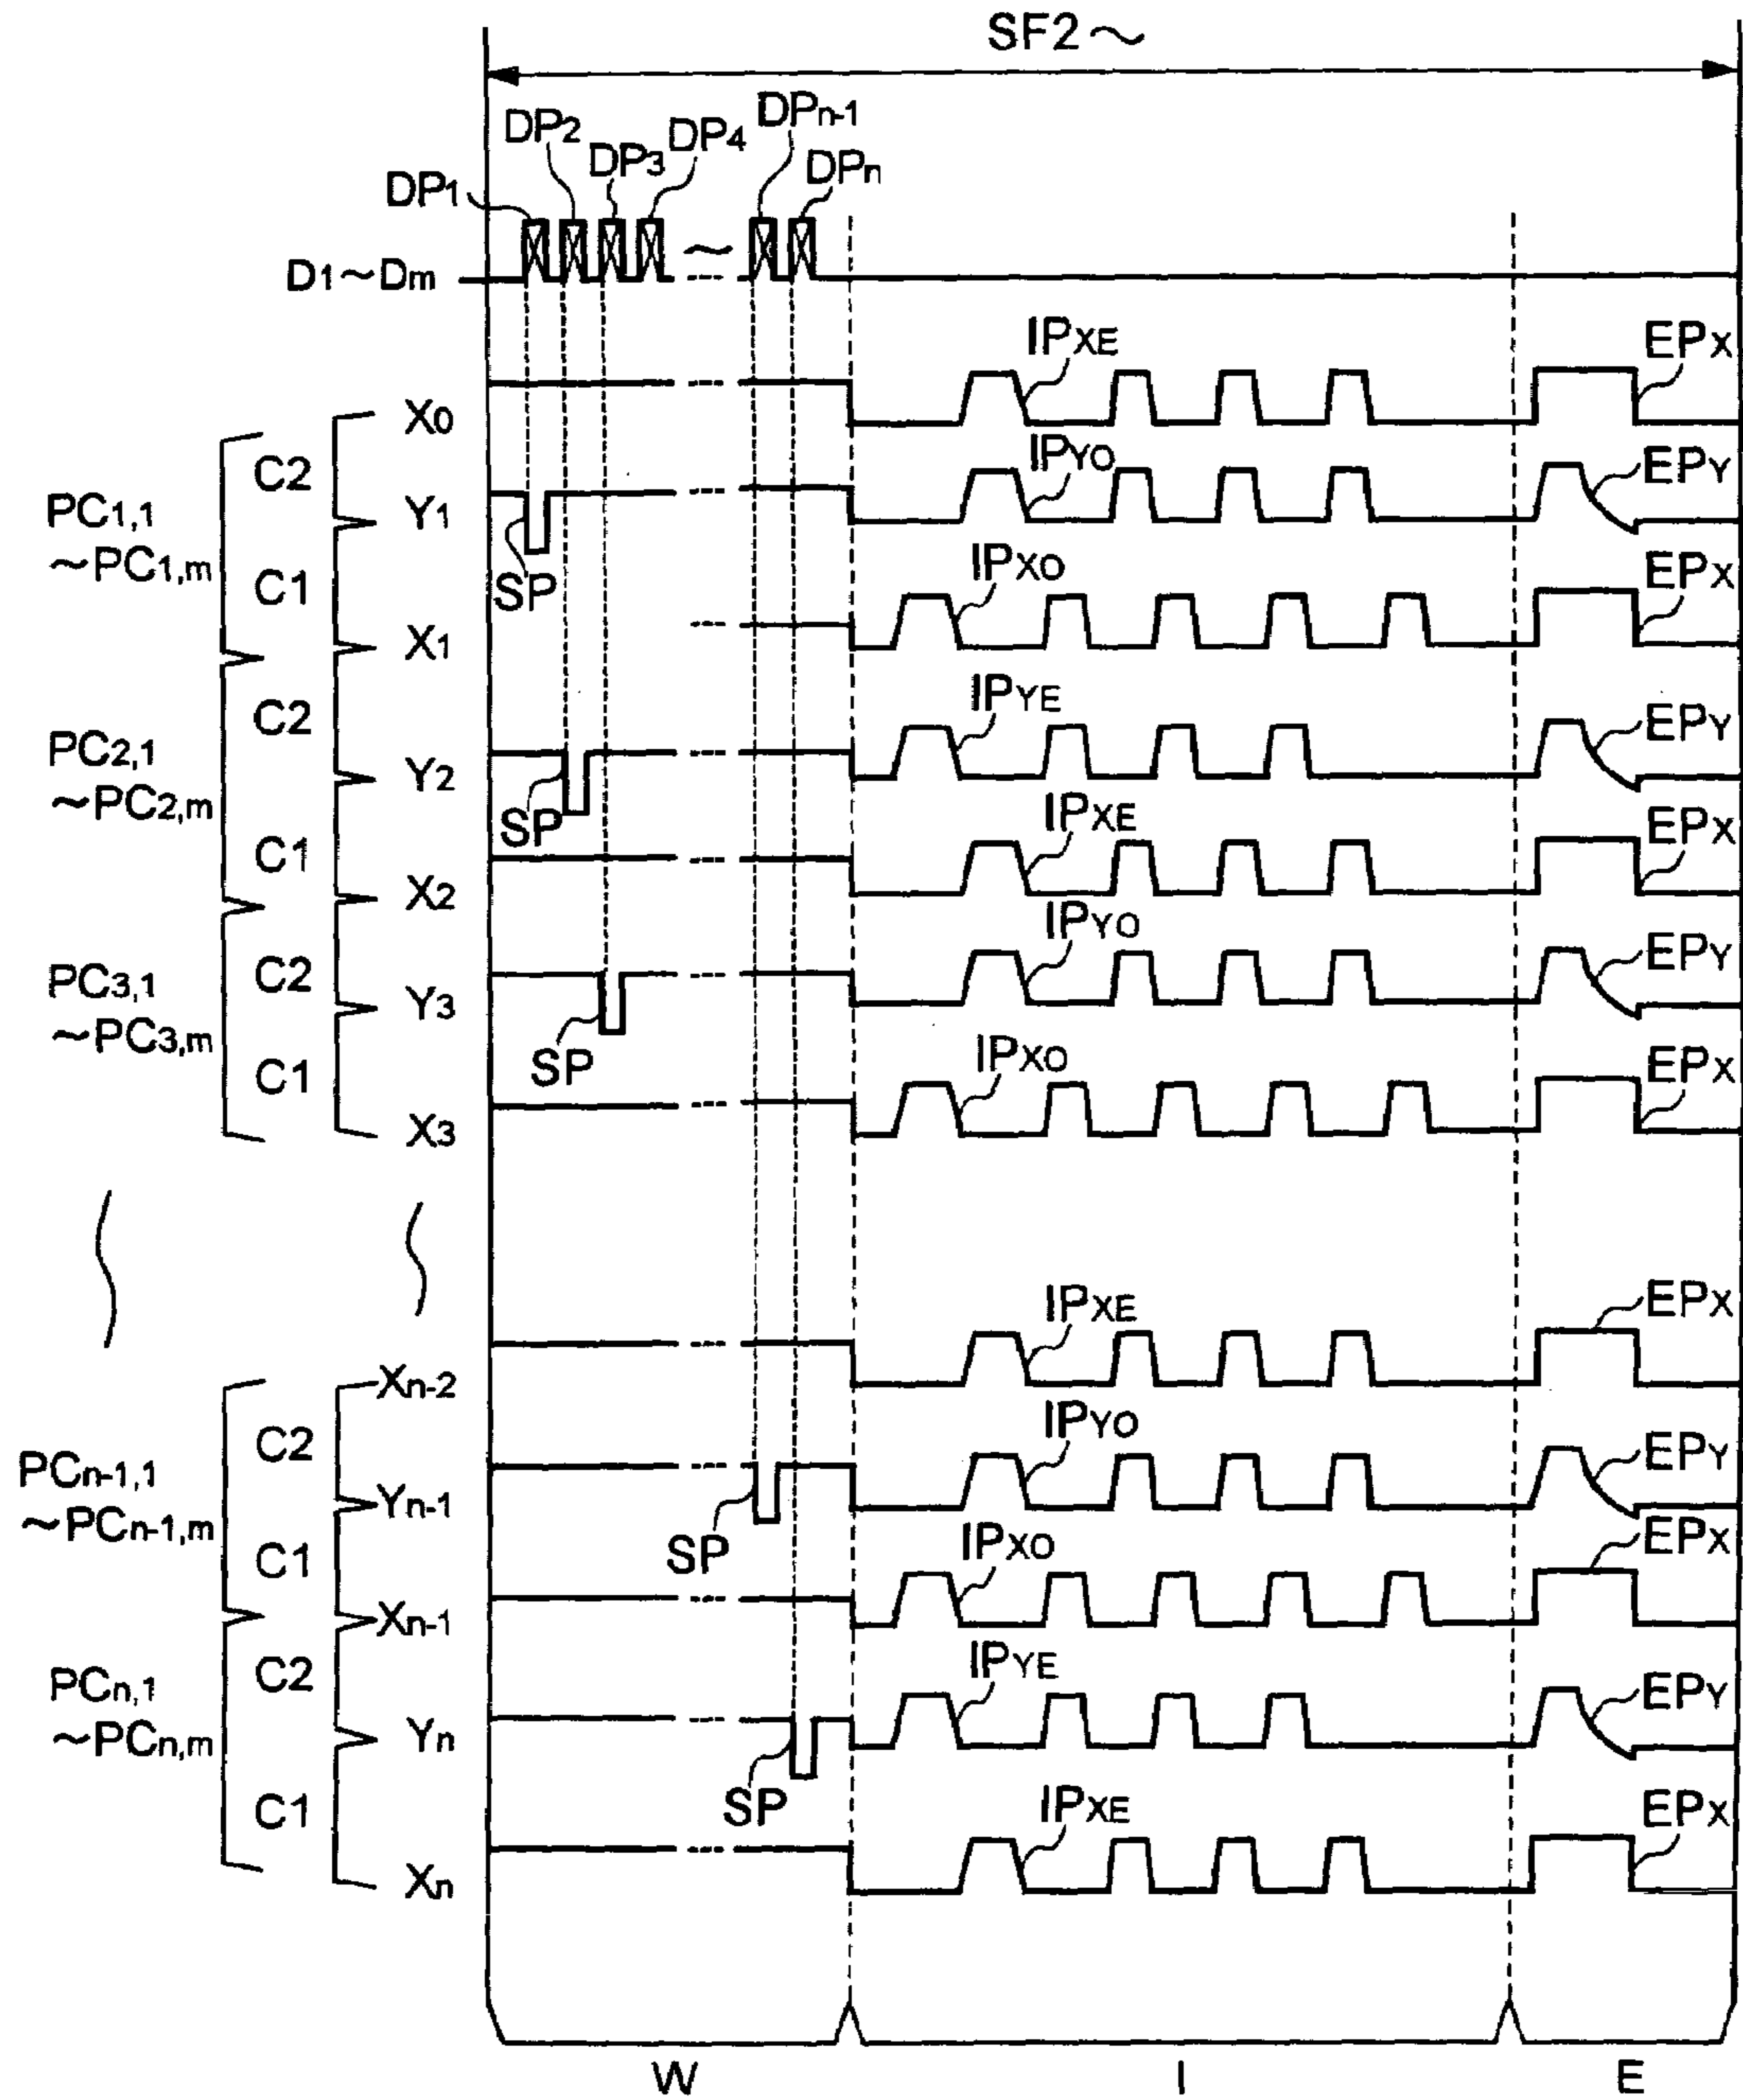 SF2~
DP1 DP2 DP3 DP4 DPn-1 DPn
D1~Dm
X0 IPXE EPX
C2
PC1,1 ~PC1,m
Y1 SP IPYO EPY
C1
X1 IPXO EPX
C2
PC2,1 ~PC2,m
Y2 SP IPYE EPY
C1
X2 IPXE EPX
C2
PC3,1 ~PC3,m
Y3 SP IPYO EPY
C1
X3 IPXO EPX
Xn-2 IPXE EPX
C2
PCn-1,1 ~PCn-1,m
Yn-1 SP IPYO EPY
C1
Xn-1 IPXO EPX
C2
PCn,1 ~PCn,m
Yn SP IPYE EPY
C1
Xn IPXE EPX
W I E